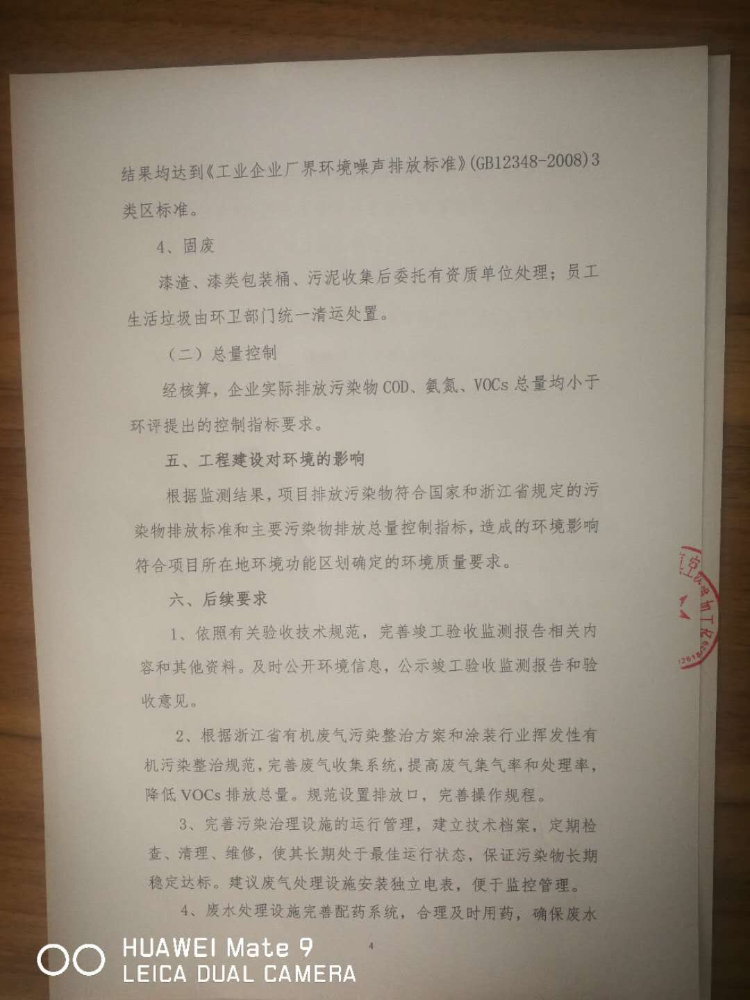 结果均达到《工业企业厂界环境噪声排放标准》(GB12348-2008)3
类区标准。
4、固废
漆渣、漆类包装桶、污泥收集后委托有资质单位处理；员工
生活垃圾由环卫部门统一清运处置。
（二）总量控制
经核算，企业实际排放污染物 COD、氨氮、VOCs 总量均小于
环评提出的控制指标要求。
五、工程建设对环境的影响
根据监测结果，项目排放污染物符合国家和浙江省规定的污
染物排放标准和主要污染物排放总量控制指标，造成的环境影响
符合项目所在地环境功能区划确定的环境质量要求。
六、后续要求
1、依照有关验收技术规范，完善竣工验收监测报告相关内
容和其他资料。及时公开环境信息，公示竣工验收监测报告和验
收意见。
2、根据浙江省有机废气污染整治方案和涂装行业挥发性有
机污染整治规范，完善废气收集系统，提高废气集气率和处理率，
降低 VOCs 排放总量。规范设置排放口，完善操作规程。
3、完善污染治理设施的运行管理，建立技术档案，定期检
查、清理、维修，使其长期处于最佳运行状态，保证污染物长期
稳定达标。建议废气处理设施安装独立电表，便于监控管理。
4、废水处理设施完善配药系统，合理及时用药，确保废水
4
HUAWEI Mate 9
LEICA DUAL CAMERA